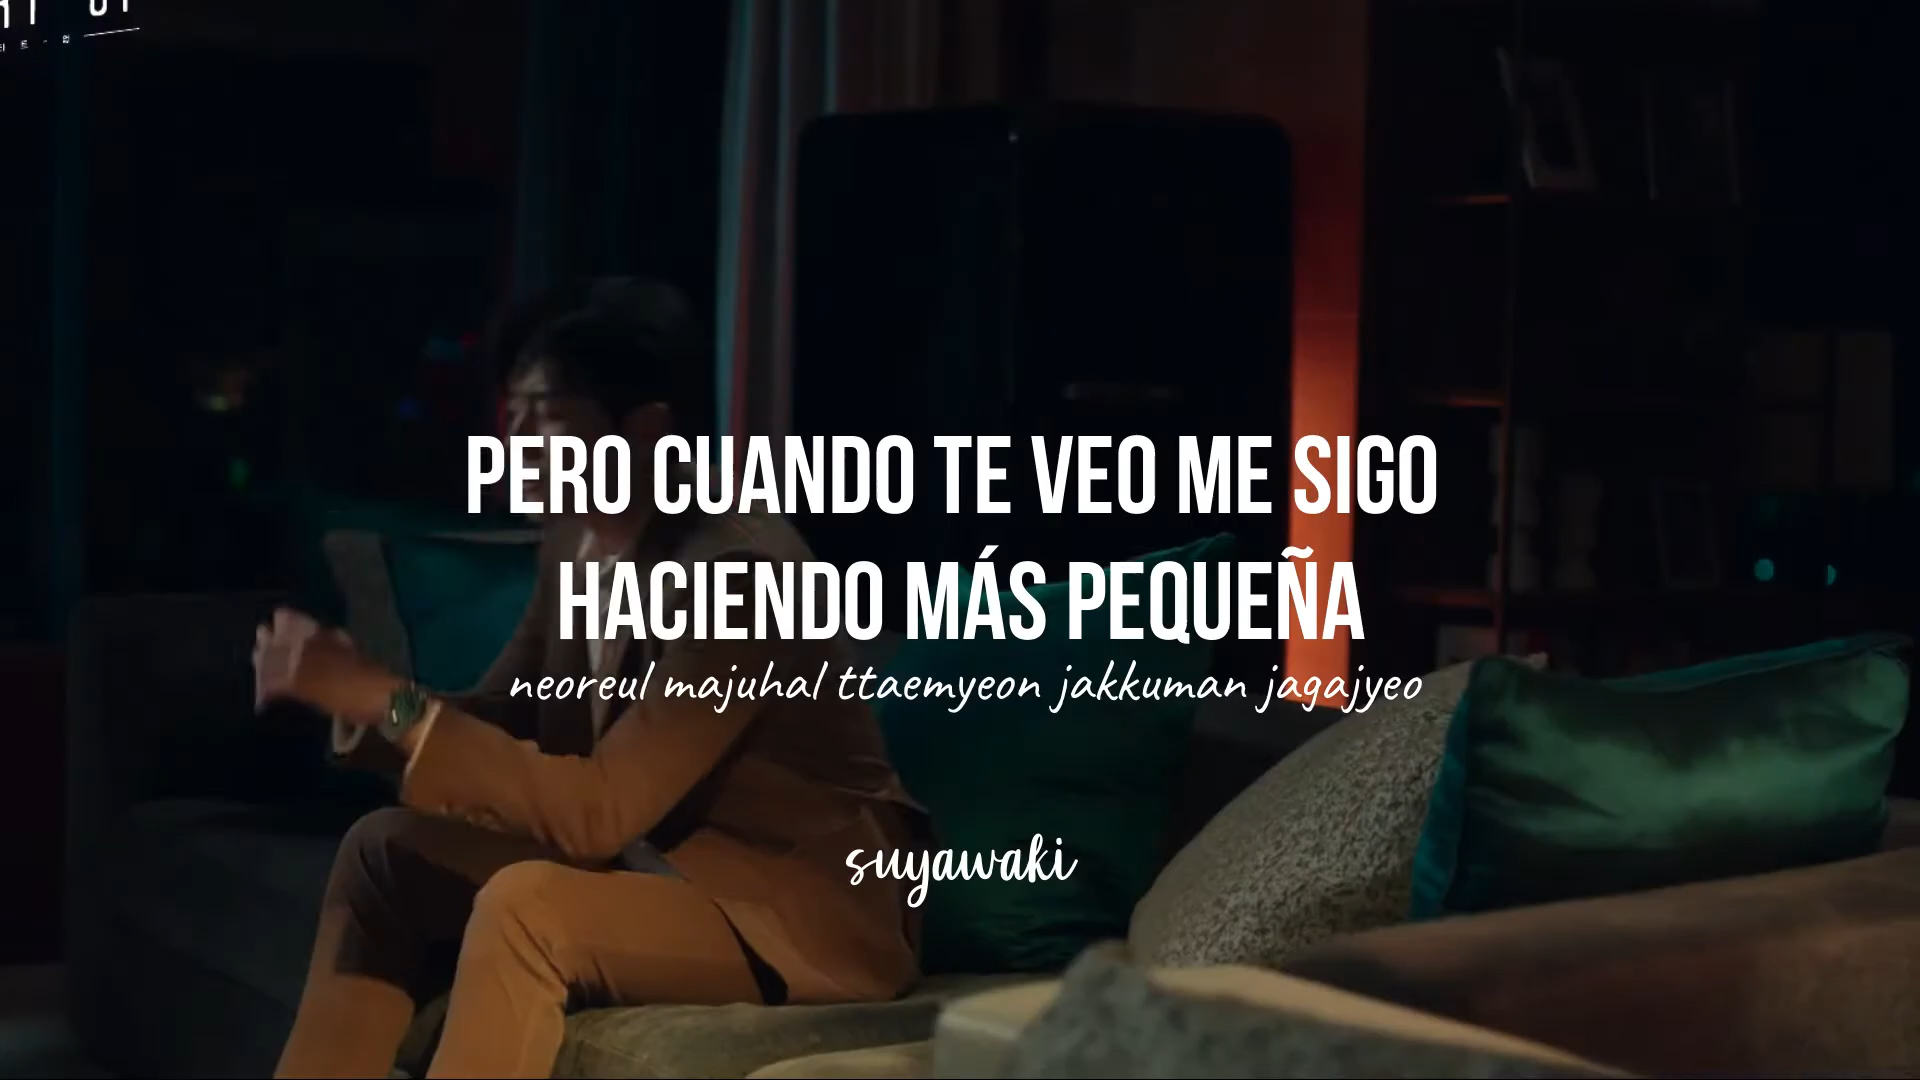 PERO CUANDO TE VEO ME SIGO
HACIENDO MÁS PEQUEÑA
neoreul majuhal ttaemyeon jakkuman jagajyeo
suyawaki